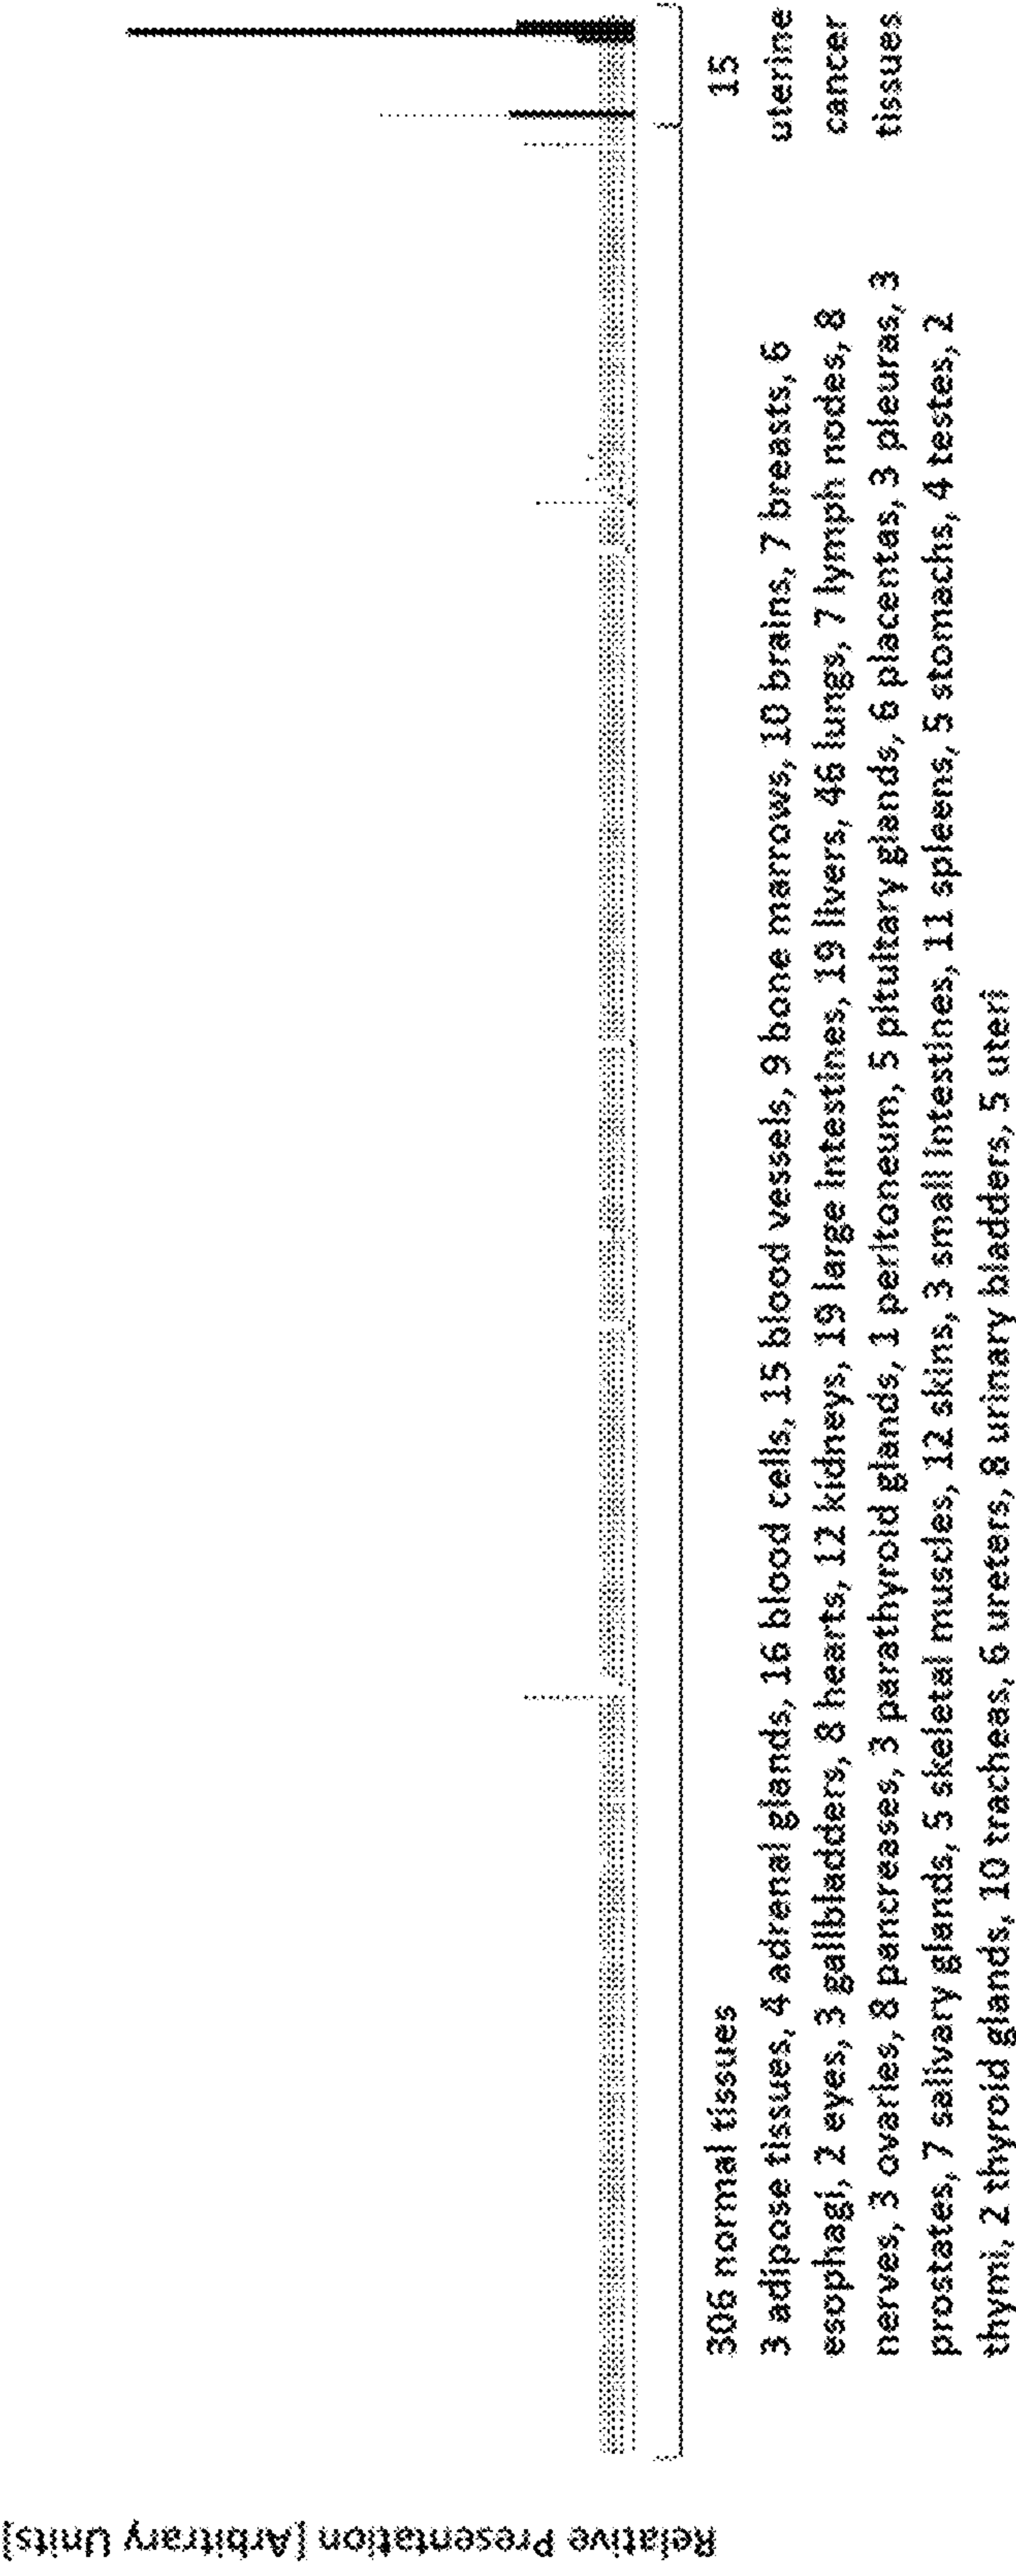 Relative Presentation [Arbitrary Units]
306 normal tissues
3 adipose tissues, 4 adrenal glands, 16 blood cells, 15 blood vessels, 9 bone marrows, 10 brains, 7 breasts, 6
esophagi, 2 eyes, 3 gallbladders, 8 hearts, 12 kidneys, 19 large intestines, 19 livers, 46 lungs, 7 lymph nodes, 8
nerves, 3 ovaries, 8 pancreases, 3 parathyroid glands, 1 peritoneum, 5 pituitary glands, 6 placentas, 3 pleuras, 3
prostates, 7 salivary glands, 5 skeletal muscles, 12 skins, 3 small intestines, 11 spleens, 5 stomachs, 4 testes, 2
thymi, 2 thyroid glands, 10 tracheas, 6 ureters, 8 urinary bladders, 5 uteri
15
uterine
cancer
tissues